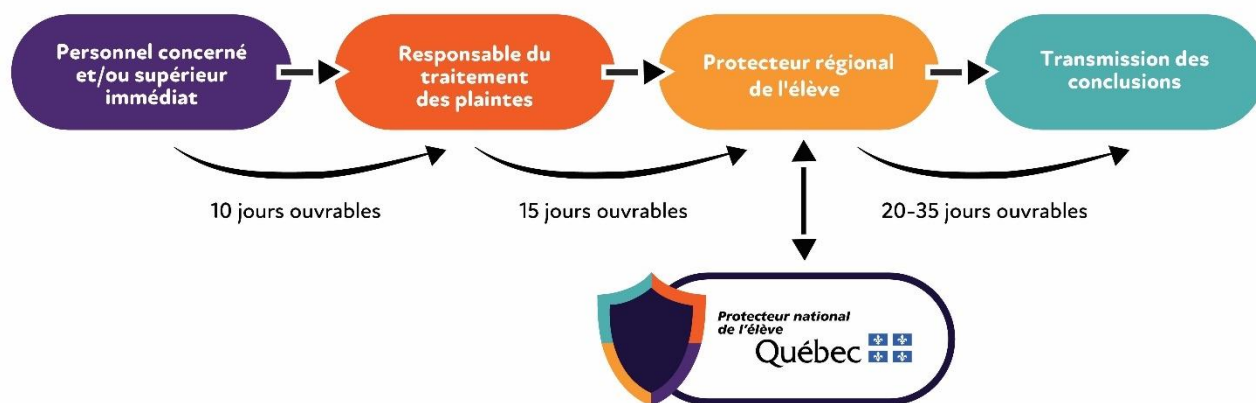 Personnel concerné
et/ou supérieur
immédiat
Responsable du
traitement
des plaintes
Protecteur régional
de l'élève
Transmission des
conclusions
10 jours ouvrables
15 jours ouvrables
20-35 jours ouvrables
Protecteur national
de l'élève
Québec